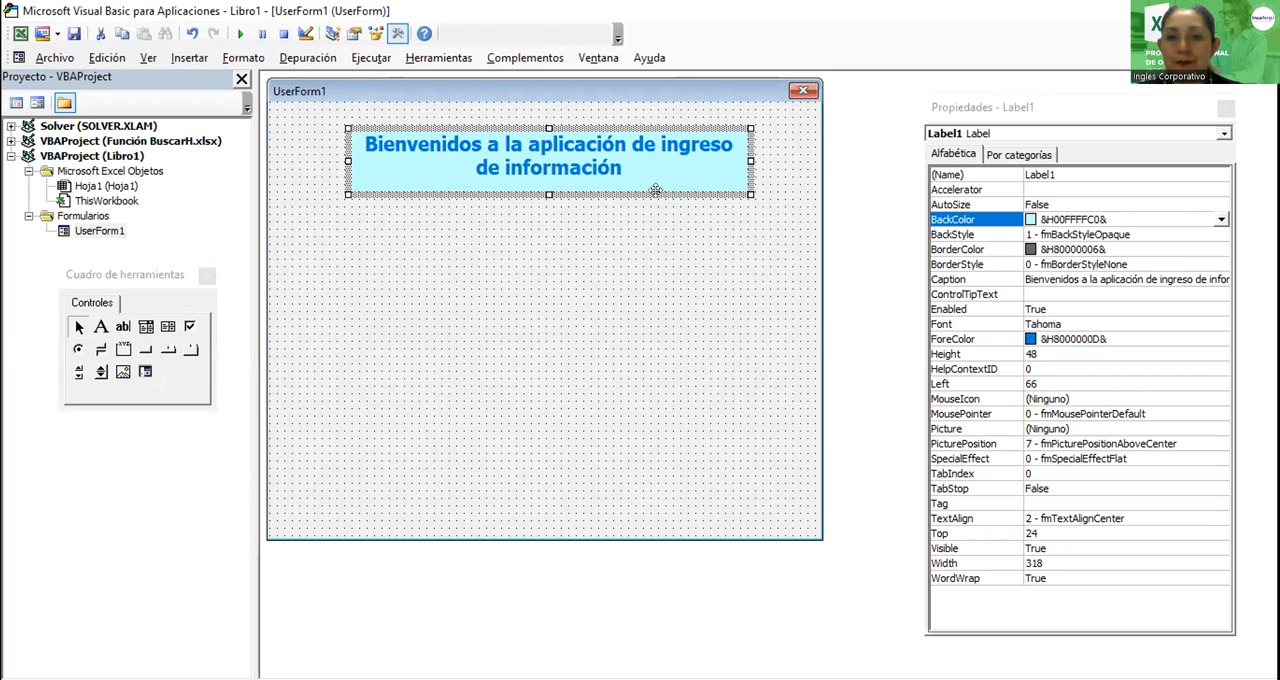 Microsoft Visual Basic para Aplicaciones - Libro1 - [UserForm1 (UserForm)]
Archivo Edición Ver Insertar Formato Depuración Ejecutar Herramientas Complementos Ventana Ayuda
Ingles Corporativo
Proyecto - VBAProject
Solver (SOLVER.XLAM)
VBAProject (Función BuscarH.xlsx)
VBAProject (Libro1)
Microsoft Excel Objetos
Hoja1 (Hoja1)
ThisWorkbook
Formularios
UserForm1
Cuadro de herramientas
Controles
A ab|
XYZ
UserForm1
Bienvenidos a la aplicación de ingreso
de información
Propiedades - Label1
Label1 Label
Alfabética Por categorías
(Name) Label1
Accelerator
AutoSize False
BackColor &H00FFFFC0&
BackStyle 1 - fmBackStyleOpaque
BorderColor &H80000006&
BorderStyle 0 - fmBorderStyleNone
Caption Bienvenidos a la aplicación de ingreso de infor
ControlTipText
Enabled True
Font Tahoma
ForeColor &H8000000D&
Height 48
HelpContextID 0
Left 66
MouseIcon (Ninguno)
MousePointer 0 - fmMousePointerDefault
Picture (Ninguno)
PicturePosition 7 - fmPicturePositionAboveCenter
SpecialEffect 0 - fmSpecialEffectFlat
TabIndex 0
TabStop False
Tag
TextAlign 2 - fmTextAlignCenter
Top 24
Visible True
Width 318
WordWrap True